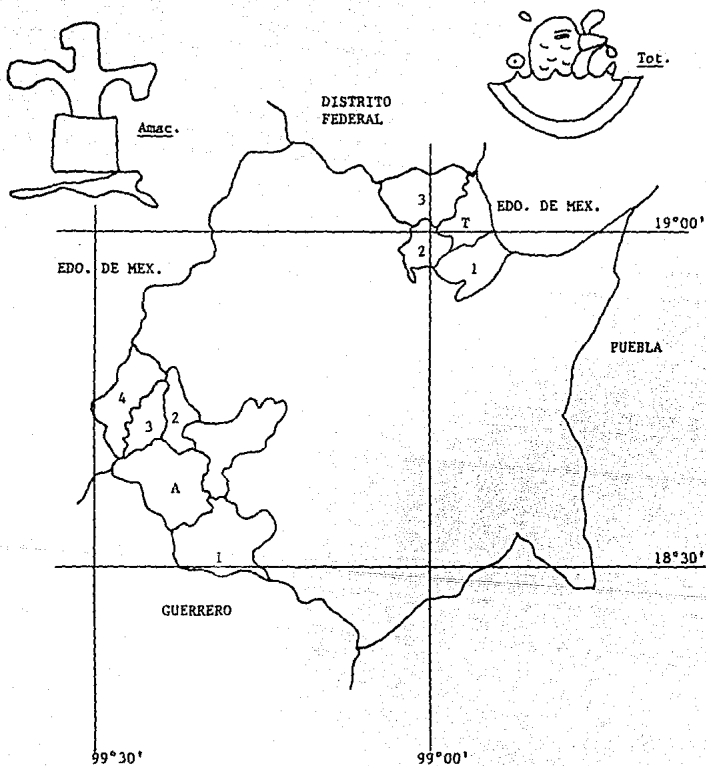 Tot.
Amac.
DISTRITO
FEDERAL
3
EDO. DE MEX.
T
19°00'
2
1
EDO. DE MEX.
PUEBLA
4
3
2
A
I
18°30'
GUERRERO
99°30'
99°00'